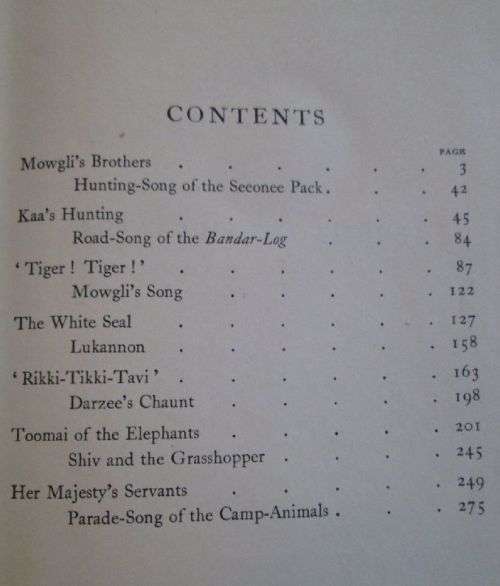 CONTENTS
PAGE
Mowgli's Brothers . . . . . 3
Hunting-Song of the Seeonee Pack . . . 42
Kaa's Hunting . . . . . . 45
Road-Song of the Bandar-Log . . . 84
‘ Tiger ! Tiger !’ . . . . . . 87
Mowgli's Song . . . . . 122
The White Seal . . . . . . 127
Lukannon . . . . . . 158
‘ Rikki-Tikki-Tavi ’ . . . . . . 163
Darzee's Chaunt . . . . . 198
Toomai of the Elephants . . . . . 201
Shiv and the Grasshopper . . . . 245
Her Majesty's Servants . . . . . 249
Parade-Song of the Camp-Animals . . . 275